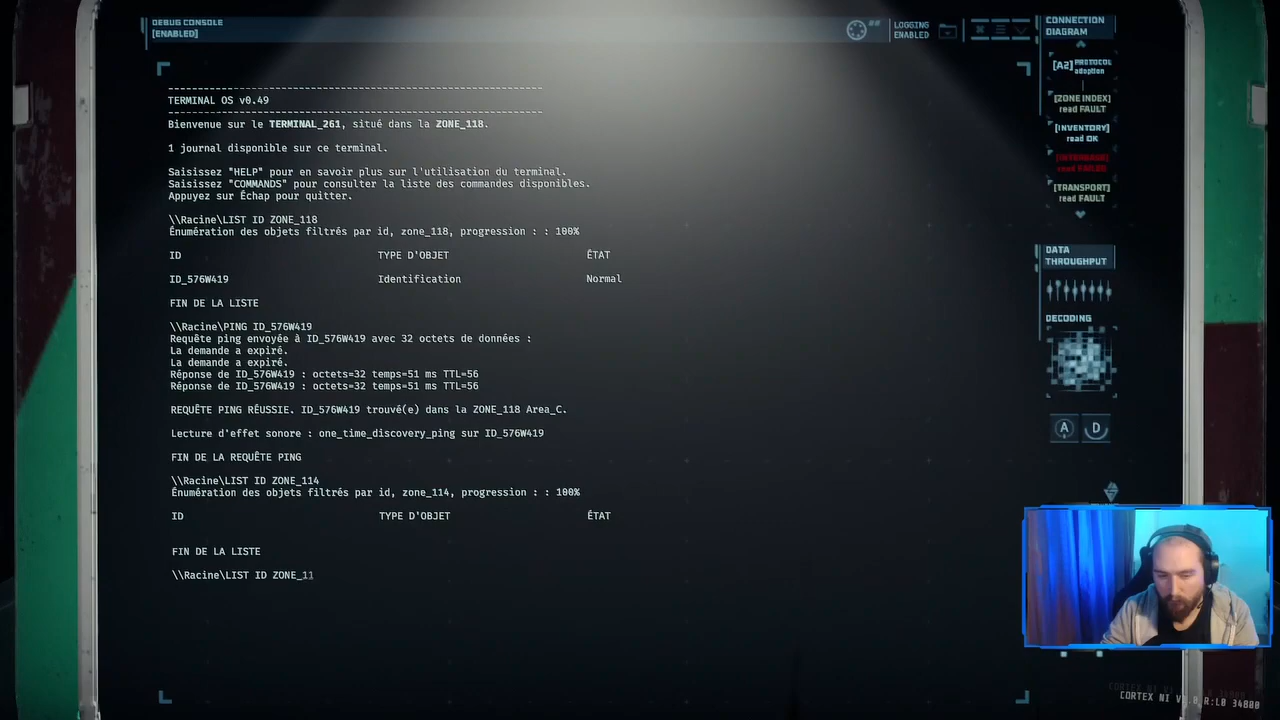 DEBUG CONSOLE
[ENABLED]
LOGGING
ENABLED
CONNECTION
DIAGRAM
[A2] PROTOCOL
adoption
[ZONE INDEX]
read FAULT
[INVENTORY]
read OK
read FAILED
[TRANSPORT]
read FAULT
DATA
THROUGHPUT
DECODING
A D
-----------------------------------------------------------------
TERMINAL OS v0.49
-----------------------------------------------------------------
Bienvenue sur le TERMINAL_261, situé dans la ZONE_118.
1 journal disponible sur ce terminal.
Saisissez "HELP" pour en savoir plus sur l'utilisation du terminal.
Saisissez "COMMANDS" pour consulter la liste des commandes disponibles.
Appuyez sur Échap pour quitter.
\\Racine\LIST ID ZONE_118
Énumération des objets filtrés par id, zone_118, progression : : 100%
ID TYPE D'OBJET ÉTAT
ID_576W419 Identification Normal
FIN DE LA LISTE
\\Racine\PING ID_576W419
Requête ping envoyée à ID_576W419 avec 32 octets de données :
La demande a expiré.
La demande a expiré.
Réponse de ID_576W419 : octets=32 temps=51 ms TTL=56
Réponse de ID_576W419 : octets=32 temps=51 ms TTL=56
REQUÊTE PING RÉUSSIE. ID_576W419 trouvé(e) dans la ZONE_118 Area_C.
Lecture d'effet sonore : one_time_discovery_ping sur ID_576W419
FIN DE LA REQUÊTE PING
\\Racine\LIST ID ZONE_114
Énumération des objets filtrés par id, zone_114, progression : : 100%
ID TYPE D'OBJET ÉTAT
FIN DE LA LISTE
\\Racine\LIST ID ZONE_11